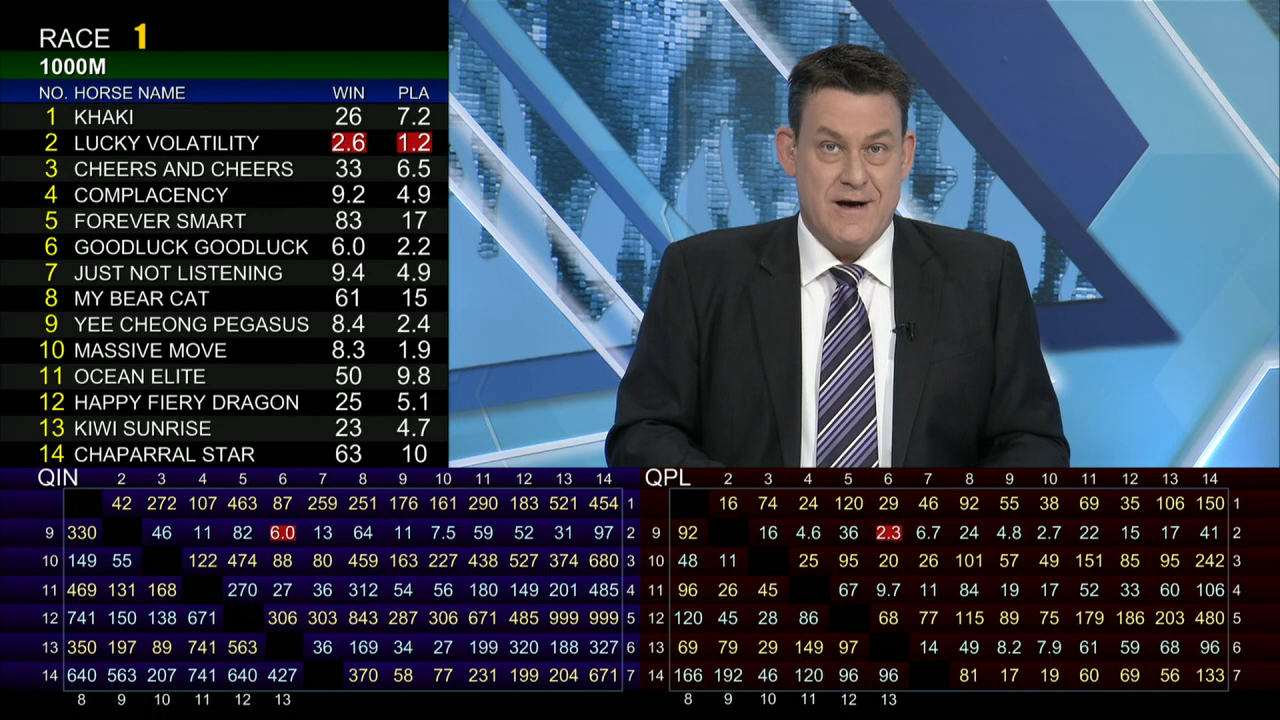 RACE 1
1000M
NO. HORSE NAME WIN PLA
1 KHAKI 26 7.2
2 LUCKY VOLATILITY 2.6 1.2
3 CHEERS AND CHEERS 33 6.5
4 COMPLACENCY 9.2 4.9
5 FOREVER SMART 83 17
6 GOODLUCK GOODLUCK 6.0 2.2
7 JUST NOT LISTENING 9.4 4.9
8 MY BEAR CAT 61 15
9 YEE CHEONG PEGASUS 8.4 2.4
10 MASSIVE MOVE 8.3 1.9
11 OCEAN ELITE 50 9.8
12 HAPPY FIERY DRAGON 25 5.1
13 KIWI SUNRISE 23 4.7
14 CHAPARRAL STAR 63 10
QIN 2 3 4 5 6 7 8 9 10 11 12 13 14
42 272 107 463 87 259 251 176 161 290 183 521 454 1
9 330 46 11 82 6.0 13 64 11 7.5 59 52 31 97 2
10 149 55 122 474 88 80 459 163 227 438 527 374 680 3
11 469 131 168 270 27 36 312 54 56 180 149 201 485 4
12 741 150 138 671 306 303 843 287 306 671 485 999 999 5
13 350 197 89 741 563 36 169 34 27 199 320 188 327 6
14 640 563 207 741 640 427 370 58 77 231 199 204 671 7
8 9 10 11 12 13
QPL 2 3 4 5 6 7 8 9 10 11 12 13 14
16 74 24 120 29 46 92 55 38 69 35 106 150 1
9 92 16 4.6 36 2.3 6.7 24 4.8 2.7 22 15 17 41 2
10 48 11 25 95 20 26 101 57 49 151 85 95 242 3
11 96 26 45 67 9.7 11 84 19 17 52 33 60 106 4
12 120 45 28 86 68 77 115 89 75 179 186 203 480 5
13 69 79 29 149 97 14 49 8.2 7.9 61 59 68 96 6
14 166 192 46 120 96 96 81 17 19 60 69 56 133 7
8 9 10 11 12 13